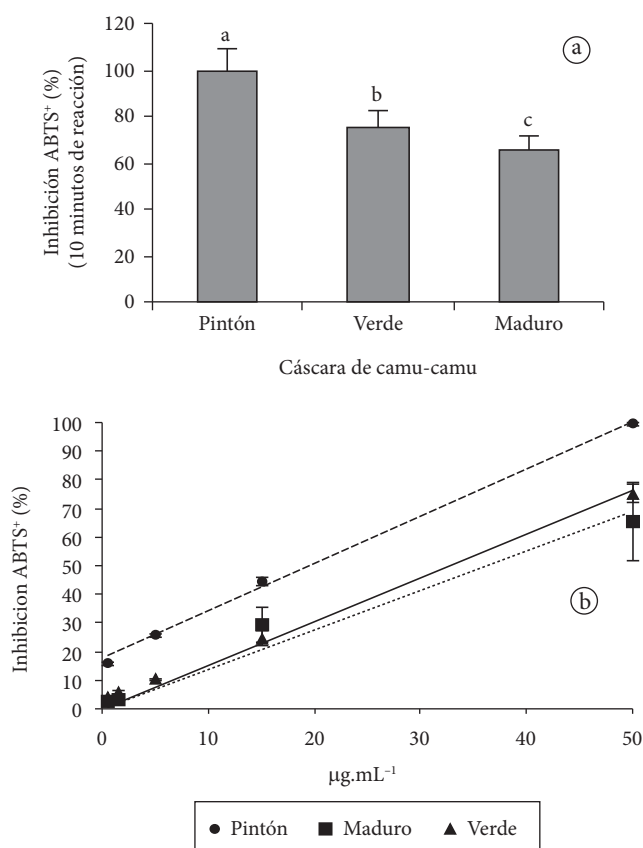 120
100
80
60
40
20
0
Inhibición ABTS⁺ (%)
(10 minutos de reacción)
a
b
c
a
Pintón Verde Maduro
Cáscara de camu-camu
100
90
80
70
60
50
40
30
20
10
0
Inhibicion ABTS⁺ (%)
b
0 10 20 30 40 50
µg.mL⁻¹
Pintón Maduro Verde